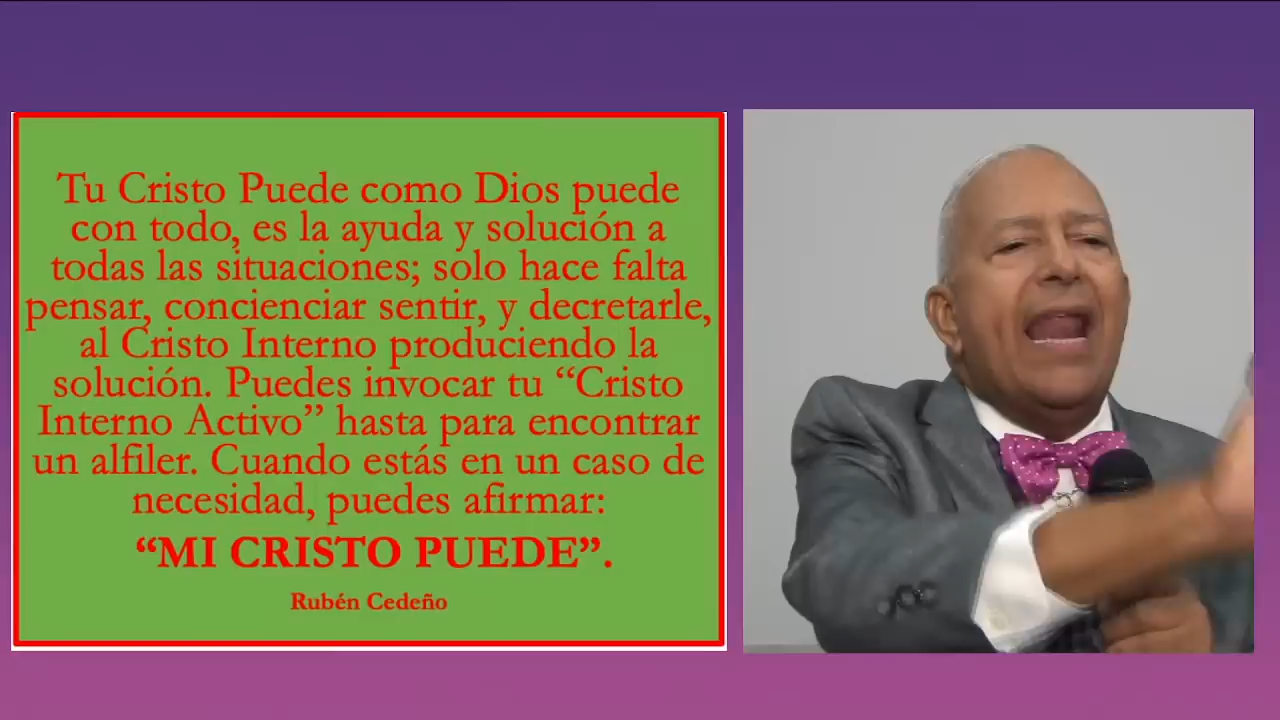 Tu Cristo Puede como Dios puede
con todo, es la ayuda y solución a
todas las situaciones; solo hace falta
pensar, concienciar sentir, y decretarle,
al Cristo Interno produciendo la
solución. Puedes invocar tu “Cristo
Interno Activo” hasta para encontrar
un alfiler. Cuando estás en un caso de
necesidad, puedes afirmar:
“MI CRISTO PUEDE”.
Rubén Cedeño